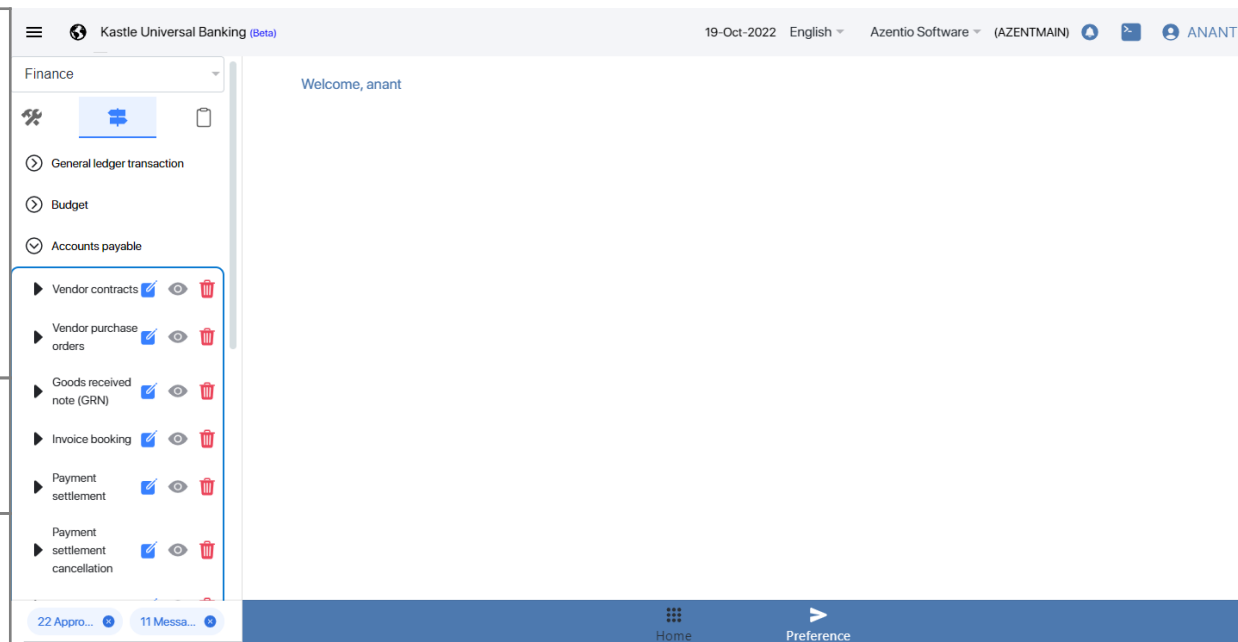 Kastle Universal Banking (Beta)
19-Oct-2022 English Azentio Software (AZENTMAIN) ANANT
Finance
Welcome, anant
General ledger transaction
Budget
Accounts payable
Vendor contracts
Vendor purchase
orders
Goods received
note (GRN)
Invoice booking
Payment
settlement
Payment
settlement
cancellation
22 Appro...
11 Messa...
Home
Preference